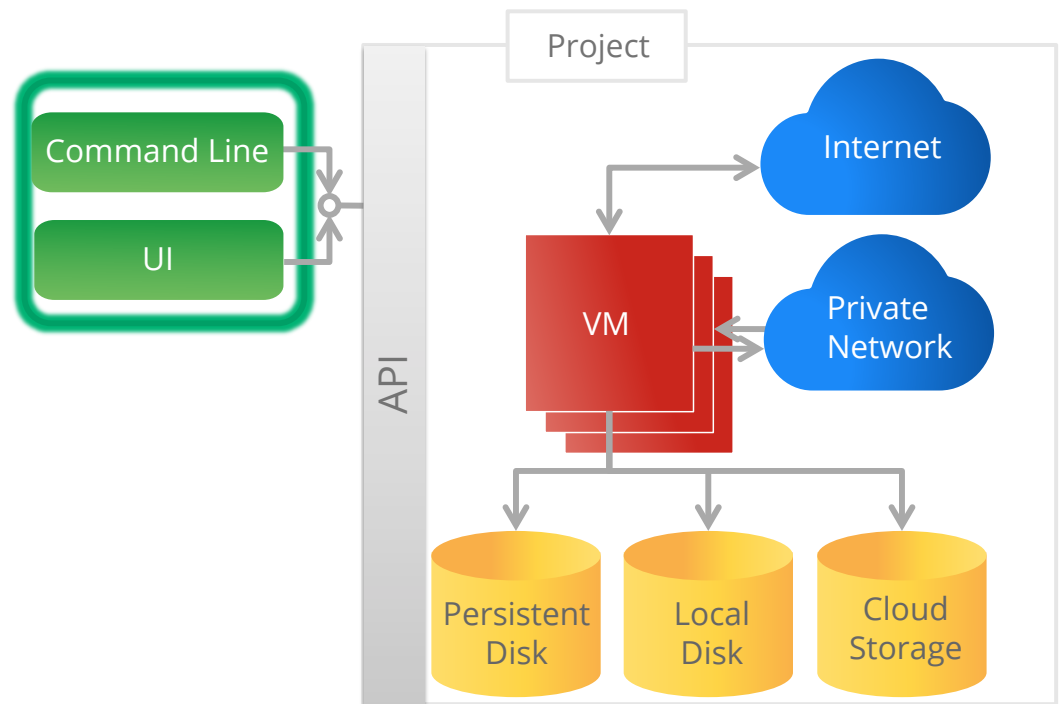 Project
Command Line
UI
API
Internet
VM
Private
Network
Persistent
Disk
Local
Disk
Cloud
Storage